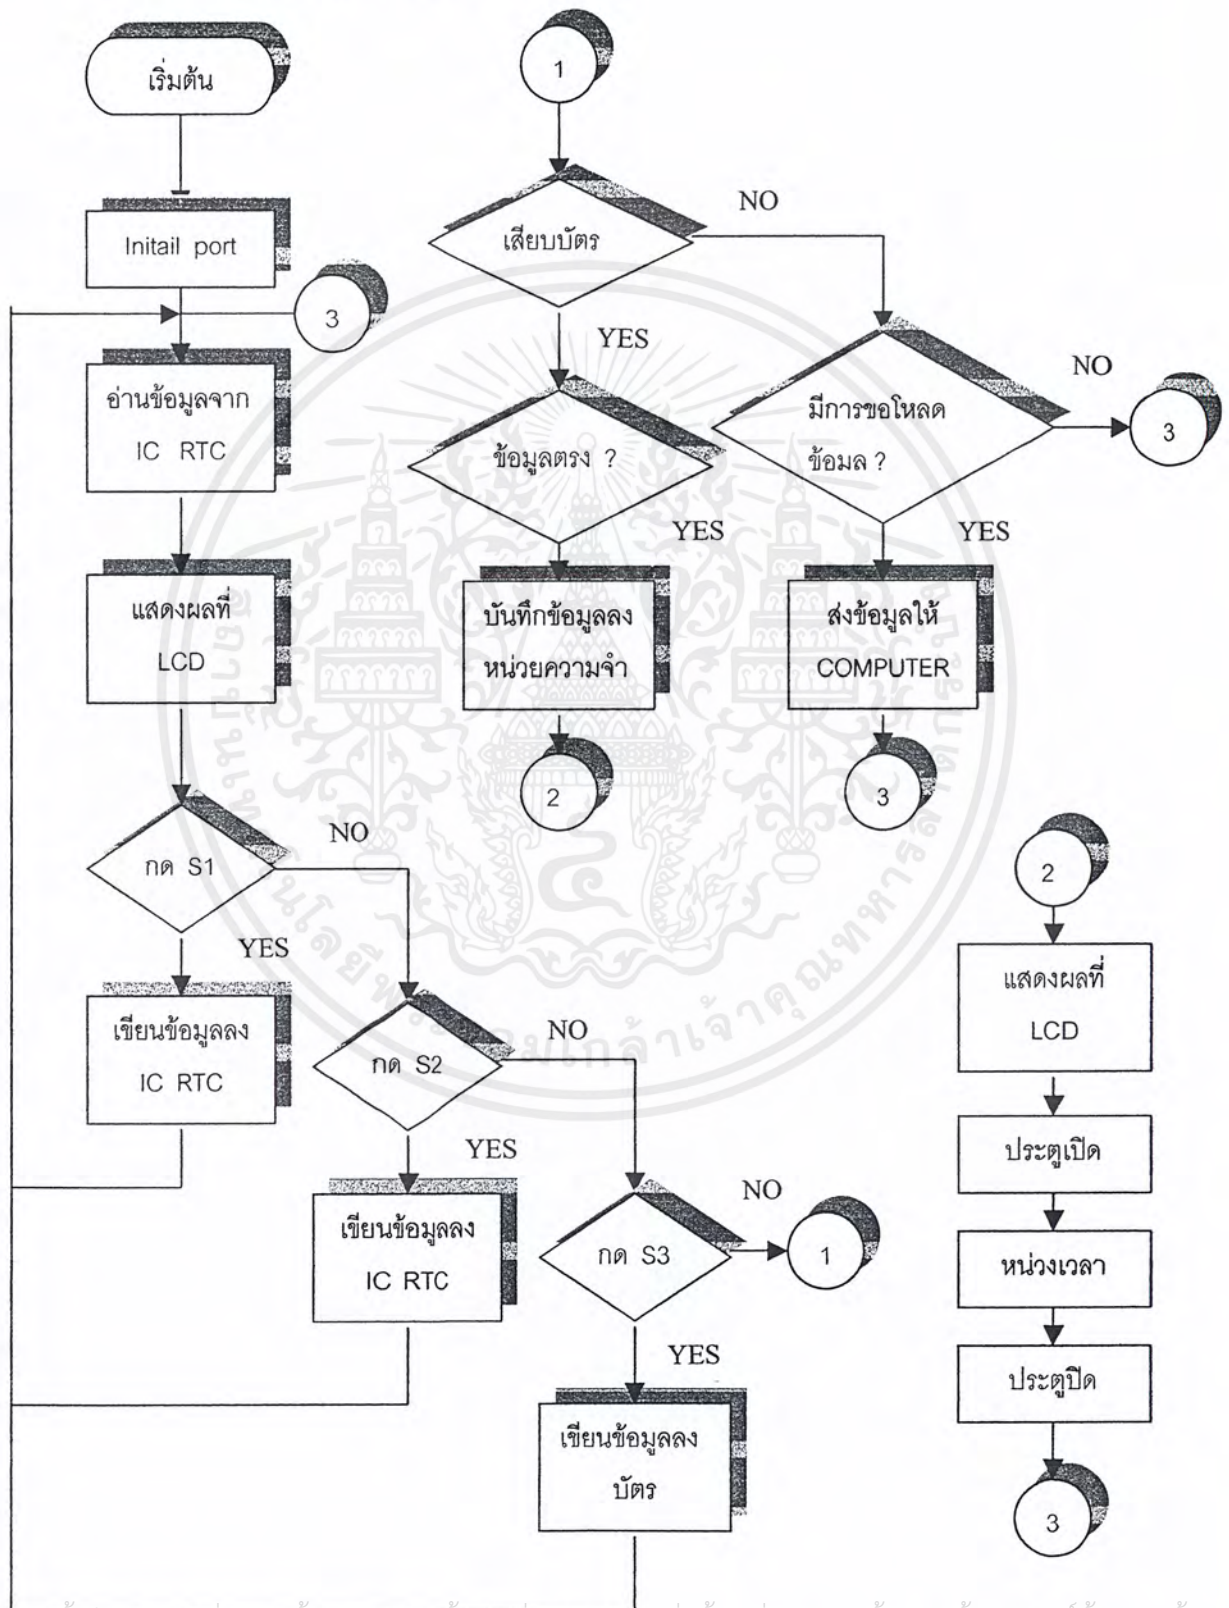 เริ่มต้น
Initail port
3
อ่านข้อมูลจาก
IC RTC
แสดงผลที่
LCD
กด S1
NO
YES
เขียนข้อมูลลง
IC RTC
กด S2
NO
YES
เขียนข้อมูลลง
IC RTC
กด S3
NO
1
YES
เขียนข้อมูลลง
บัตร
1
เสียบบัตร
NO
YES
ข้อมูลตรง ?
YES
บันทึกข้อมูลลง
หน่วยความจำ
2
มีการขอโหลด
ข้อมล ?
NO
3
YES
ส่งข้อมูลให้
COMPUTER
3
2
แสดงผลที่
LCD
ประตูเปิด
หน่วงเวลา
ประตูปิด
3